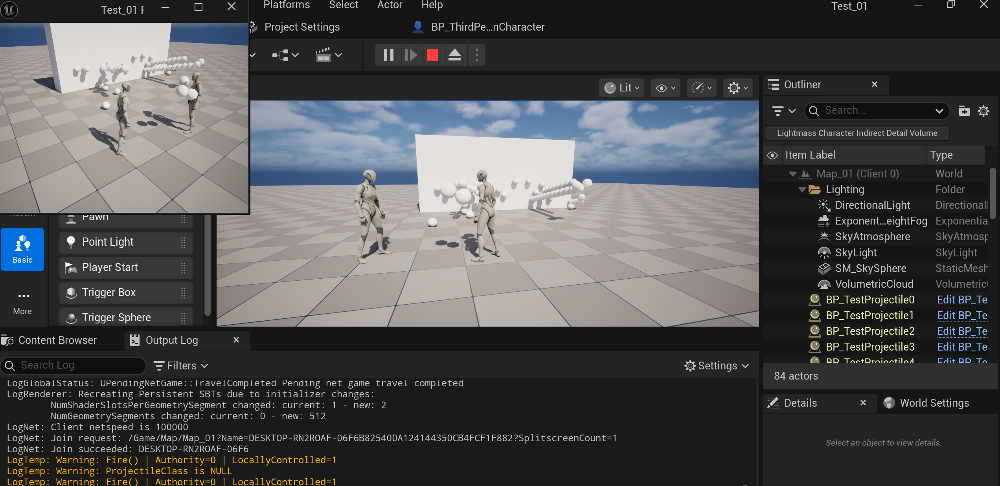 Test_01
Platforms Select Actor Help
Test_01
Project Settings
BP_ThirdPe...nCharacter
Lit
Outliner
Search...
Lightmass Character Indirect Detail Volume
Item Label Type
Map_01 (Client 0) World
Lighting Folder
DirectionalLight Directionall
Exponent...eightFog Exponentia
SkyAtmosphere SkyAtmosp
SkyLight SkyLight
SM_SkySphere StaticMesh
VolumetricCloud Volumetric
BP_TestProjectile0 Edit BP_Te
BP_TestProjectile1 Edit BP_Te
BP_TestProjectile2 Edit BP_Te
BP_TestProjectile3 Edit BP_Te
BP_TestProjectile4 Edit BP_Te
84 actors
Details
World Settings
Select an object to view details.
Pawn
Point Light
Player Start
Trigger Box
Trigger Sphere
Basic
More
Content Browser
Output Log
Search Log
Filters
Settings
LogGlobalStatus: UPendingNetGame::TravelCompleted Pending net game travel completed
LogRenderer: Recreating Persistent SBTs due to initializer changes:
NumShaderSlotsPerGeometrySegment changed: current: 1 - new: 2
NumGeometrySegments changed: current: 0 - new: 512
LogNet: Client netspeed is 100000
LogNet: Join request: /Game/Map/Map_01?Name=DESKTOP-RN2ROAF-06F6B825400A124144350CB4FCF1F882?SplitscreenCount=1
LogNet: Join succeeded: DESKTOP-RN2ROAF-06F6
LogTemp: Warning: Fire() | Authority=0 | LocallyControlled=1
LogTemp: Warning: ProjectileClass is NULL
LogTemp: Warning: Fire() | Authority=0 | LocallyControlled=1